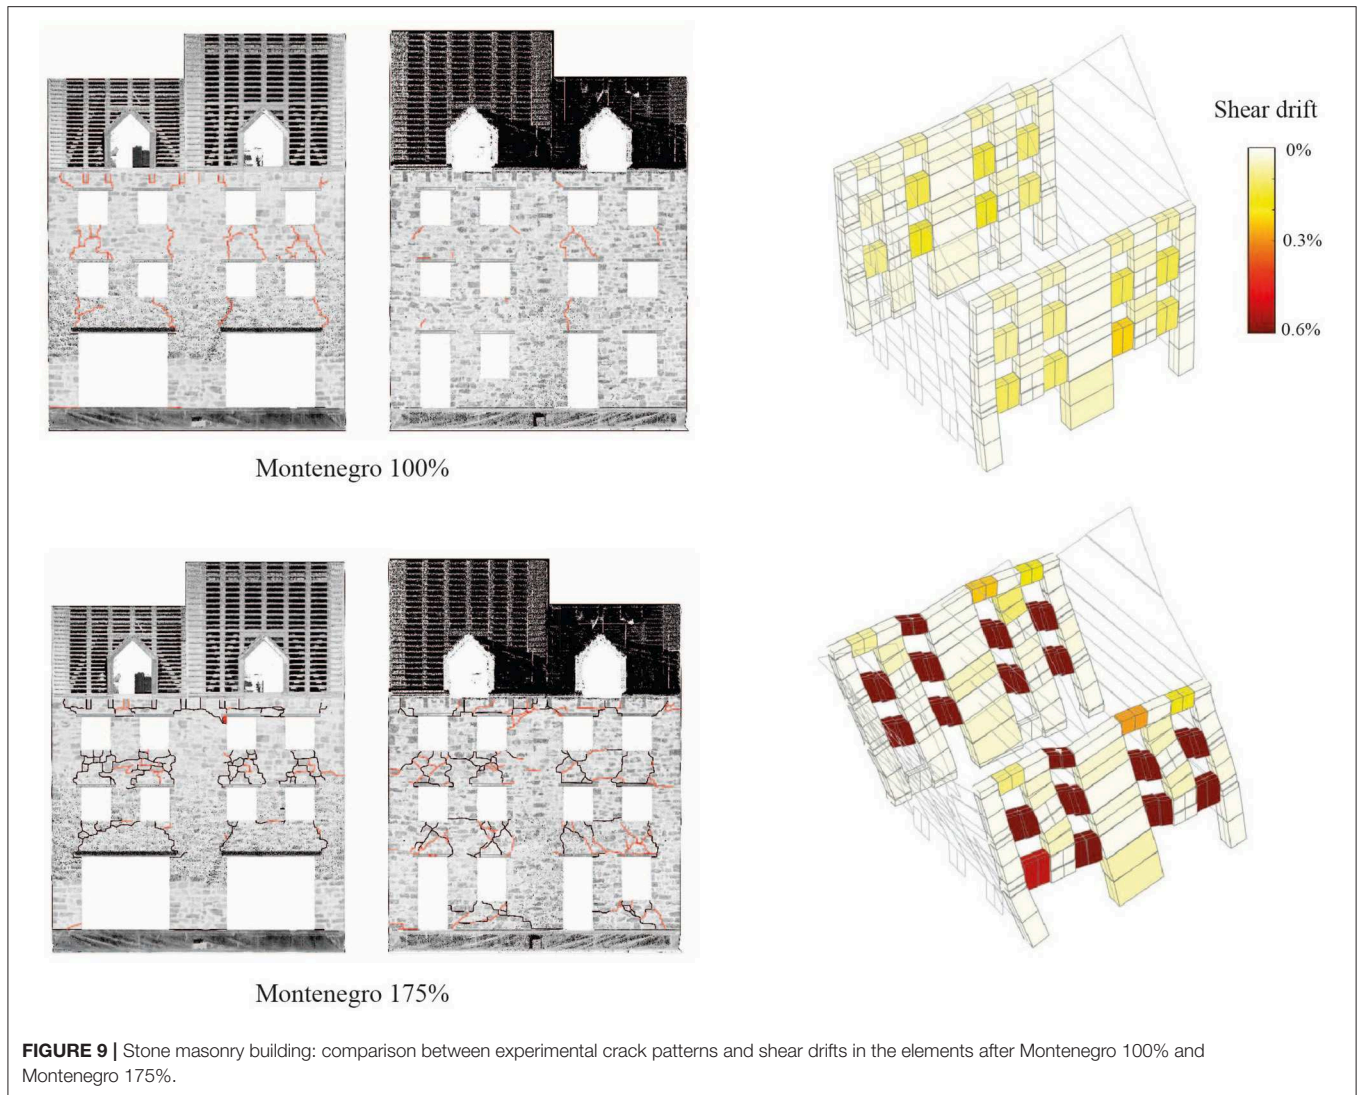 Shear drift
0%
0.3%
0.6%
Montenegro 100%
Montenegro 175%
FIGURE 9 | Stone masonry building: comparison between experimental crack patterns and shear drifts in the elements after Montenegro 100% and
Montenegro 175%.